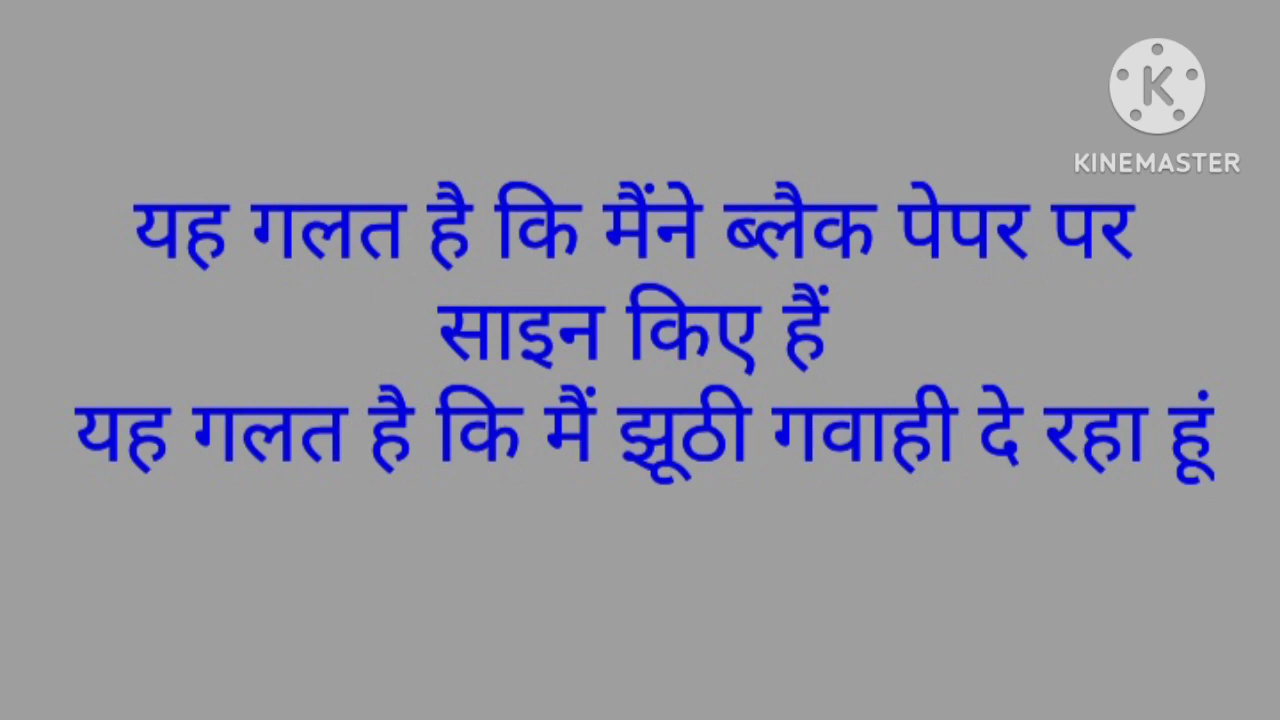 KINEMASTER
यह गलत है कि मैंने ब्लैक पेपर पर
साइन किए हैं
यह गलत है कि मैं झूठी गवाही दे रहा हूं